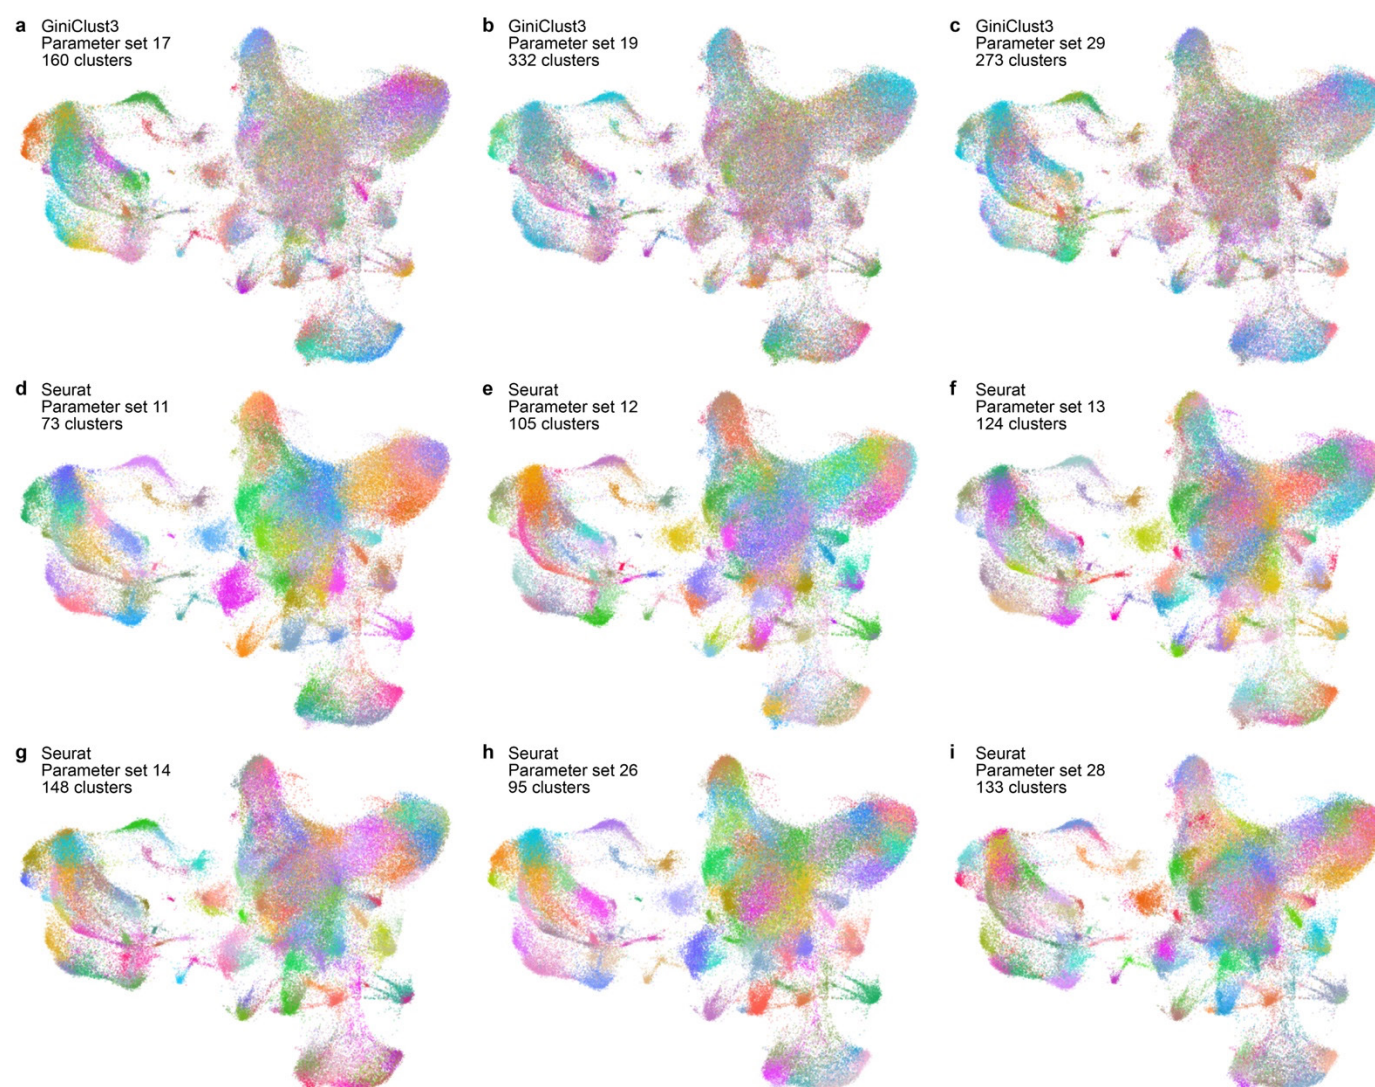 a GiniClust3
Parameter set 17
160 clusters
b GiniClust3
Parameter set 19
332 clusters
c GiniClust3
Parameter set 29
273 clusters
d Seurat
Parameter set 11
73 clusters
e Seurat
Parameter set 12
105 clusters
f Seurat
Parameter set 13
124 clusters
g Seurat
Parameter set 14
148 clusters
h Seurat
Parameter set 26
95 clusters
i Seurat
Parameter set 28
133 clusters